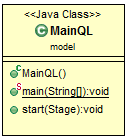 <<Java Class>>
MainQL
model
MainQL()
main(String[]):void
start(Stage):void